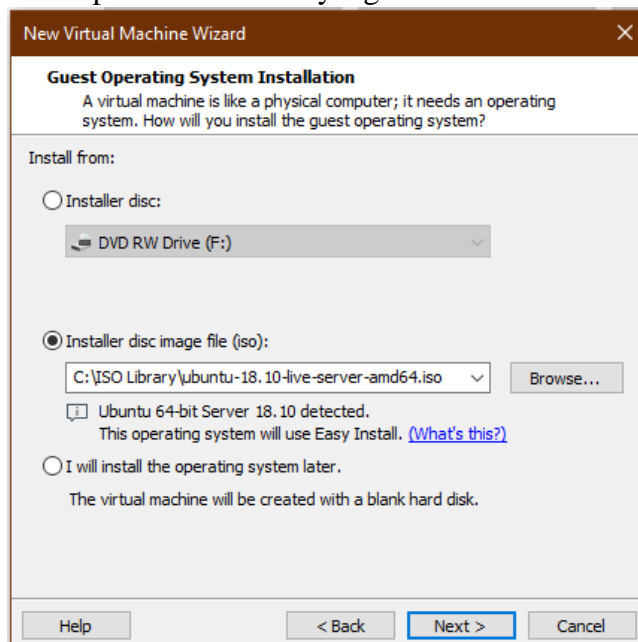 New Virtual Machine Wizard
Guest Operating System Installation
A virtual machine is like a physical computer; it needs an operating
system. How will you install the guest operating system?
Install from:
Installer disc:
DVD RW Drive (F:)
Installer disc image file (iso):
C:\ISO Library\ubuntu-18.10-live-server-amd64.iso Browse...
Ubuntu 64-bit Server 18.10 detected.
This operating system will use Easy Install. (What's this?)
I will install the operating system later.
The virtual machine will be created with a blank hard disk.
Help < Back Next > Cancel